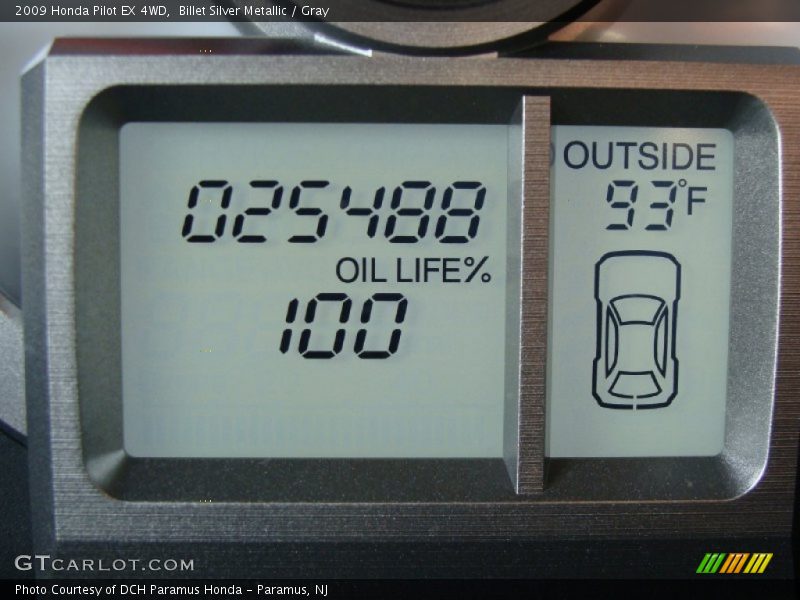 2009 Honda Pilot EX 4WD,  Billet Silver Metallic / Gray
OUTSIDE
93°F
025488
OIL LIFE%
100
GTCARLOT.COM
Photo Courtesy of DCH Paramus Honda - Paramus, NJ